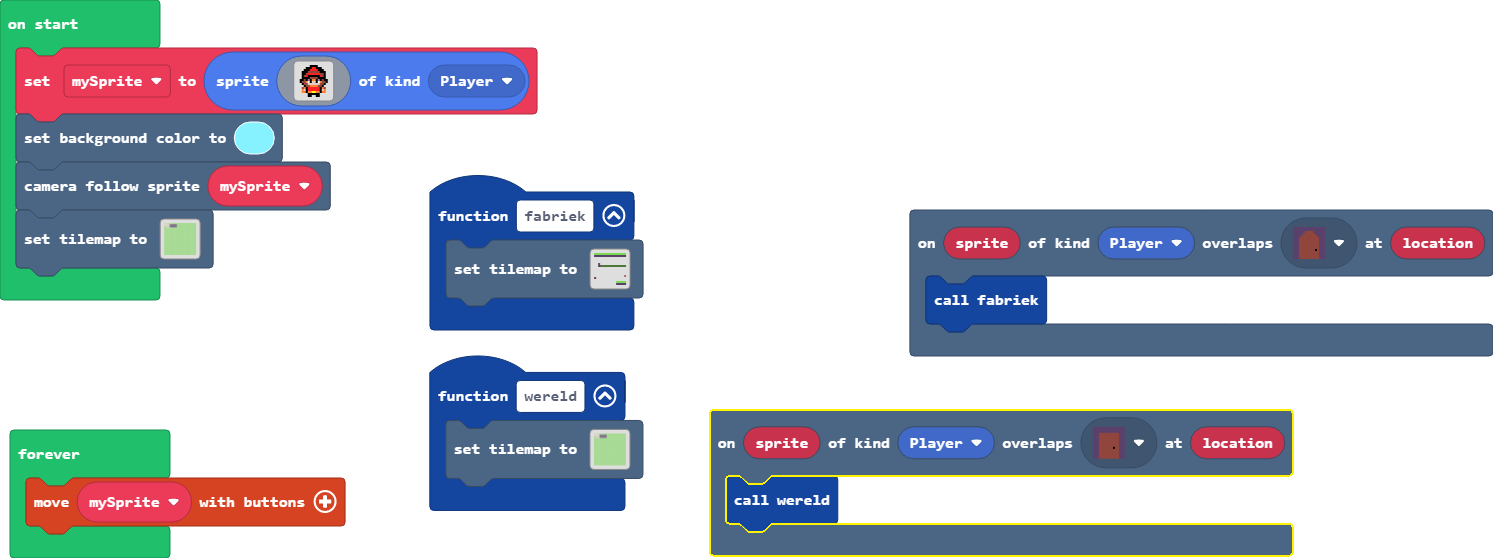 on start
set mySprite to sprite of kind Player
set background color to
camera follow sprite mySprite
set tilemap to
forever
move mySprite with buttons
function fabriek
set tilemap to
function wereld
set tilemap to
on sprite of kind Player overlaps at location
call fabriek
on sprite of kind Player overlaps at location
call wereld